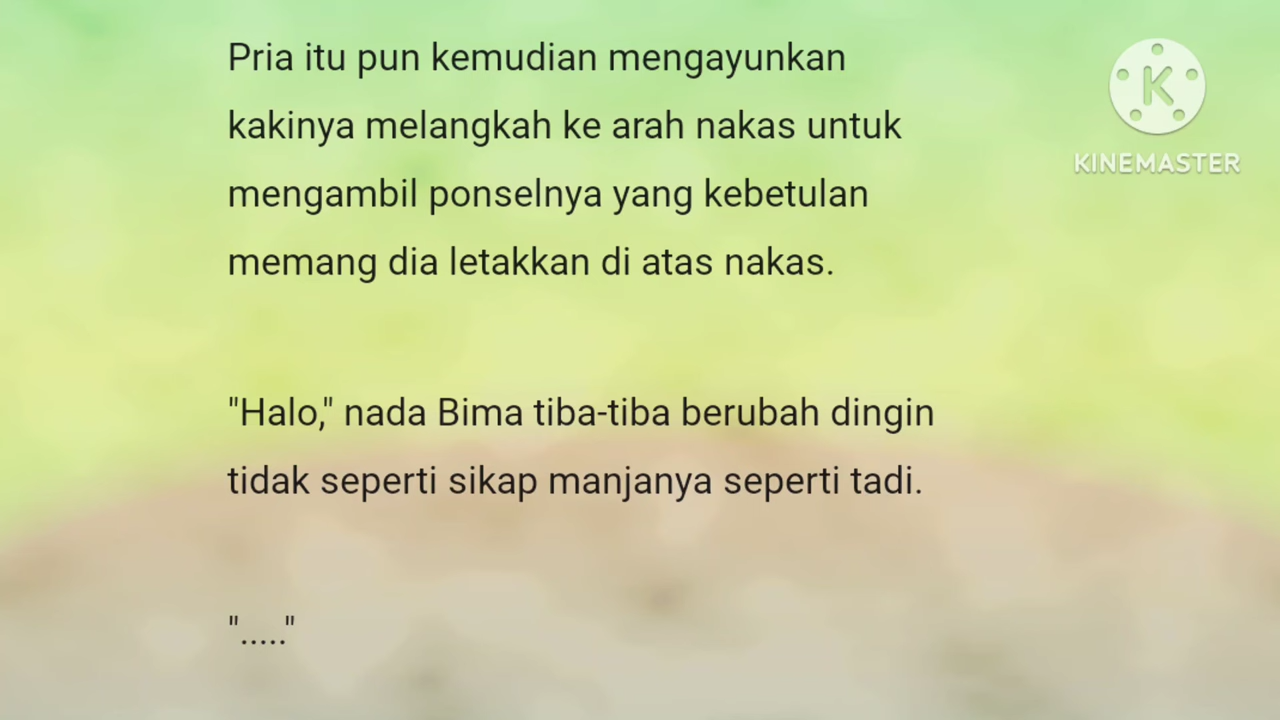 Pria itu pun kemudian mengayunkan
kakinya melangkah ke arah nakas untuk
mengambil ponselnya yang kebetulan
memang dia letakkan di atas nakas.
"Halo," nada Bima tiba-tiba berubah dingin
tidak seperti sikap manjanya seperti tadi.
"....."
K
KINEMASTER